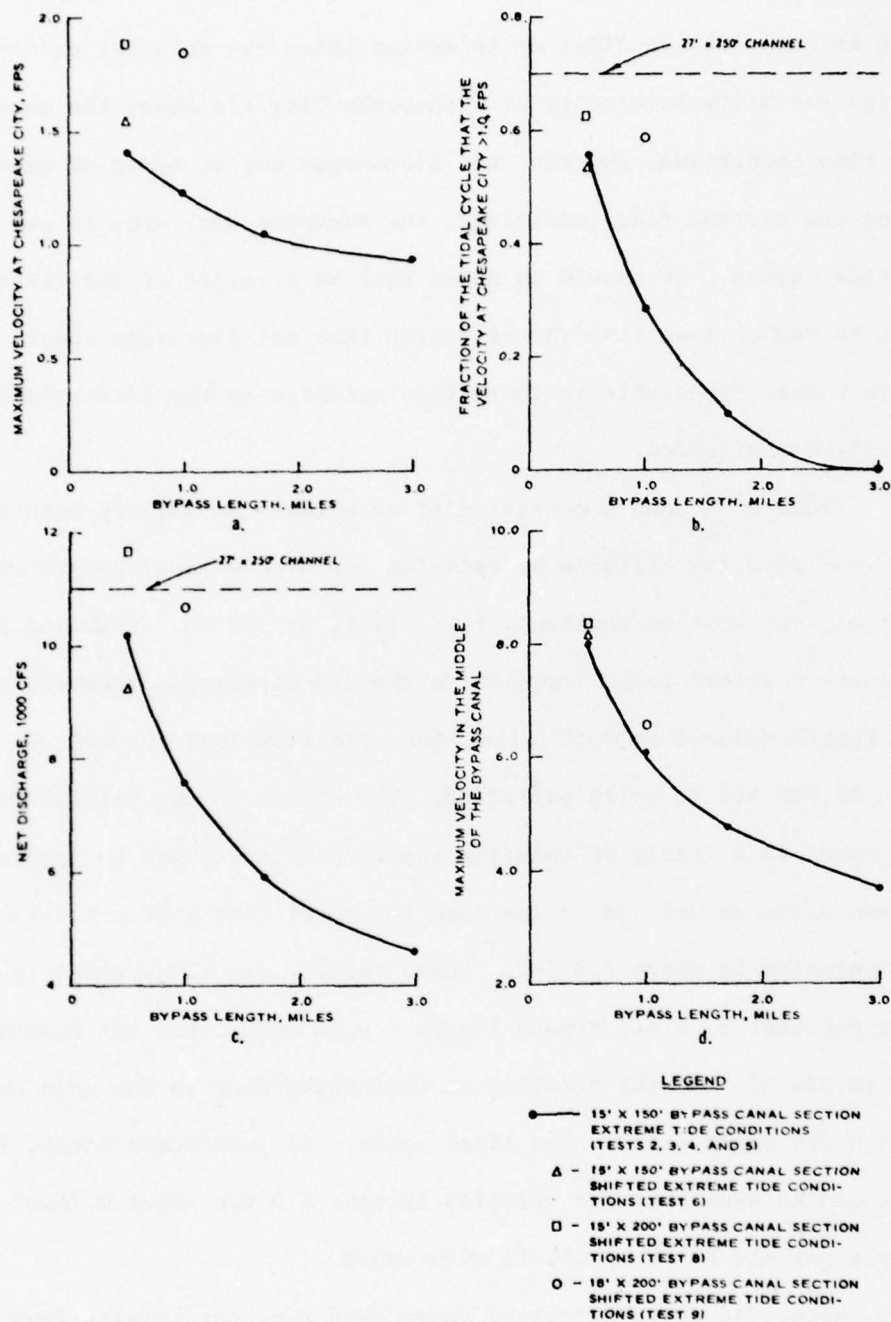 2.0
1.5
1.0
0.5
0
MAXIMUM VELOCITY AT CHESAPEAKE CITY, FPS
0 1.0 2.0 3.0
BYPASS LENGTH, MILES
a.
0.8
0.6
0.4
0.2
0
FRACTION OF THE TIDAL CYCLE THAT THE
VELOCITY AT CHESAPEAKE CITY >1.0 FPS
27' x 250' CHANNEL
0 1.0 2.0 3.0
BYPASS LENGTH, MILES
b.
12
10
8
6
4
NET DISCHARGE, 1000 CFS
27' x 250' CHANNEL
0.0 1.0 2.0 3.0
BYPASS LENGTH, MILES
c.
10.0
8.0
6.0
4.0
2.0
MAXIMUM VELOCITY IN THE MIDDLE
OF THE BYPASS CANAL
0.0 1.0 2.0 3.0
BYPASS LENGTH, MILES
d.
LEGEND
15' X 150' BYPASS CANAL SECTION
EXTREME TIDE CONDITIONS
(TESTS 2, 3, 4, AND 5)
- 15' X 150' BYPASS CANAL SECTION
SHIFTED EXTREME TIDE CONDI-
TIONS (TEST 6)
- 15' X 200' BYPASS CANAL SECTION
SHIFTED EXTREME TIDE CONDI-
TIONS (TEST 8)
- 18' X 200' BYPASS CANAL SECTION
SHIFTED EXTREME TIDE CONDI-
TIONS (TEST 9)